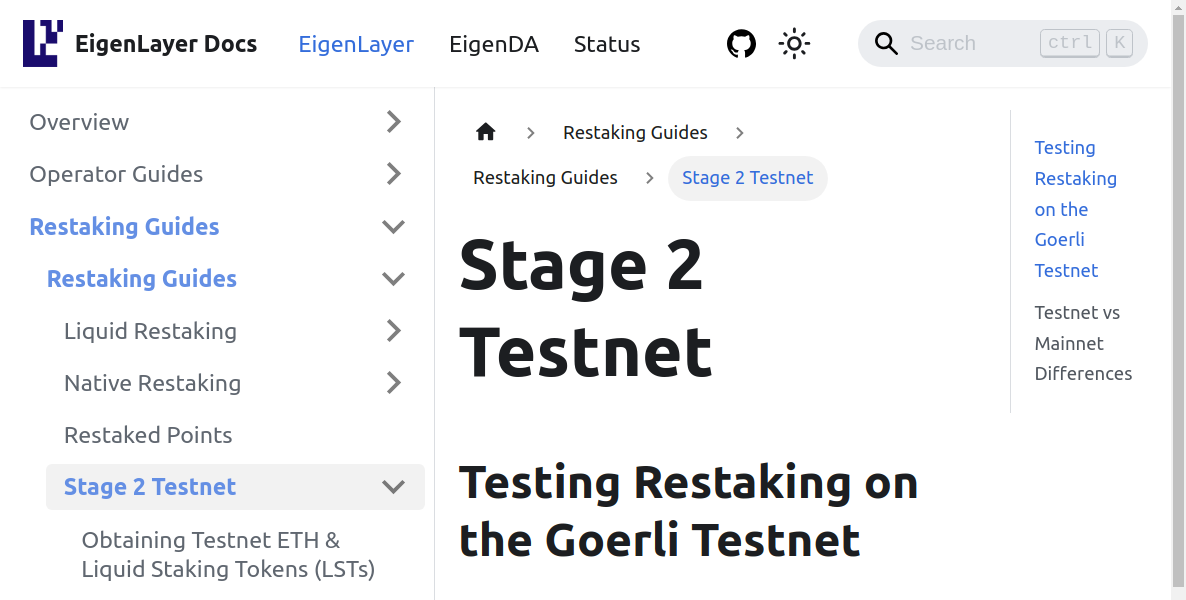 EigenLayer Docs
EigenLayer
EigenDA
Status
Search
ctrl
K
Overview
Operator Guides
Restaking Guides
Restaking Guides
Liquid Restaking
Native Restaking
Restaked Points
Stage 2 Testnet
Obtaining Testnet ETH &
Liquid Staking Tokens (LSTs)
Restaking Guides
Restaking Guides
Stage 2 Testnet
Stage 2
Testnet
Testing Restaking on
the Goerli Testnet
Testing
Restaking
on the
Goerli
Testnet
Testnet vs
Mainnet
Differences